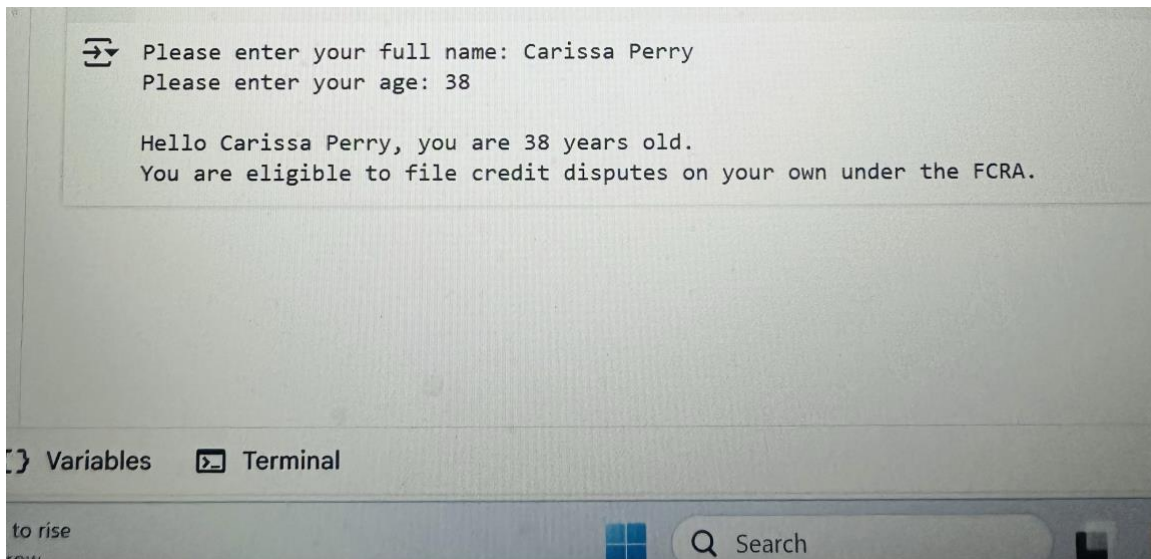 Please enter your full name: Carissa Perry
Please enter your age: 38
Hello Carissa Perry, you are 38 years old.
You are eligible to file credit disputes on your own under the FCRA.
Variables
Terminal
to rise
Search